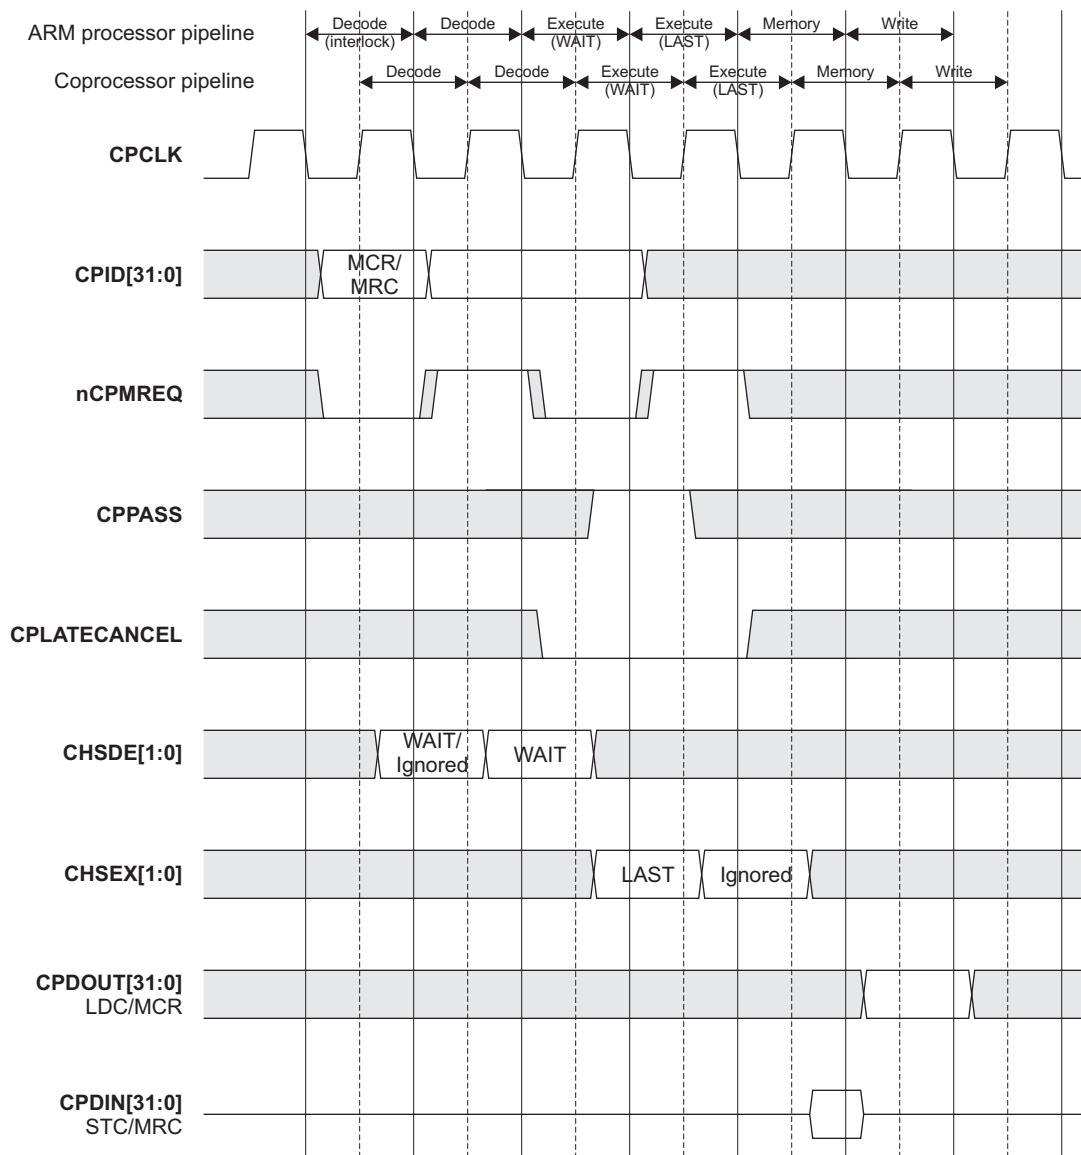 ARM processor pipeline
Decode (interlock)
Decode
Execute (WAIT)
Execute (LAST)
Memory
Write
Coprocessor pipeline
Decode
Decode
Execute (WAIT)
Execute (LAST)
Memory
Write
CPCLK
CPID[31:0]
MCR/
MRC
nCPMREQ
CPPASS
CPLATECANCEL
CHSDE[1:0]
WAIT/
Ignored
WAIT
CHSEX[1:0]
LAST
Ignored
CPDOUT[31:0]
LDC/MCR
CPDIN[31:0]
STC/MRC